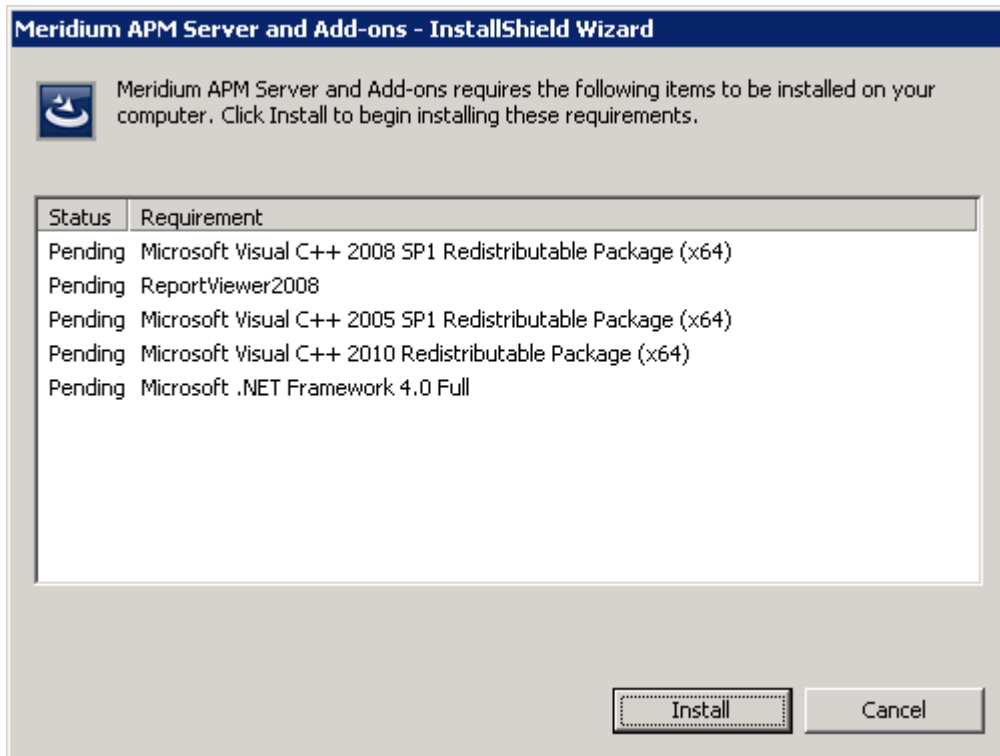 Meridium APM Server and Add-ons - InstallShield Wizard
Meridium APM Server and Add-ons requires the following items to be installed on your
computer. Click Install to begin installing these requirements.
Status Requirement
Pending Microsoft Visual C++ 2008 SP1 Redistributable Package (x64)
Pending ReportViewer2008
Pending Microsoft Visual C++ 2005 SP1 Redistributable Package (x64)
Pending Microsoft Visual C++ 2010 Redistributable Package (x64)
Pending Microsoft .NET Framework 4.0 Full
Install Cancel